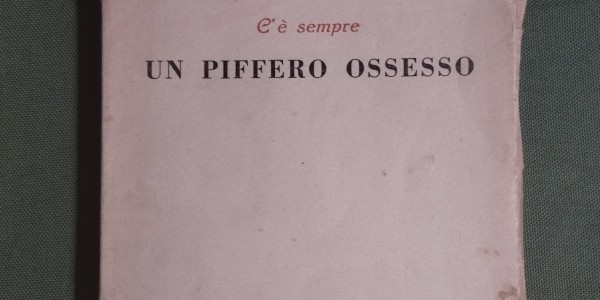 C'è sempre
UN PIFFERO OSSESSO